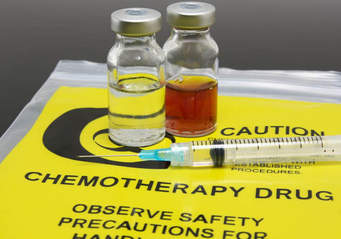 CAUTION
ESTABLISHED
PROCEDURES.
CHEMOTHERAPY DRUG
OBSERVE SAFETY
PRECAUTIONS FOR